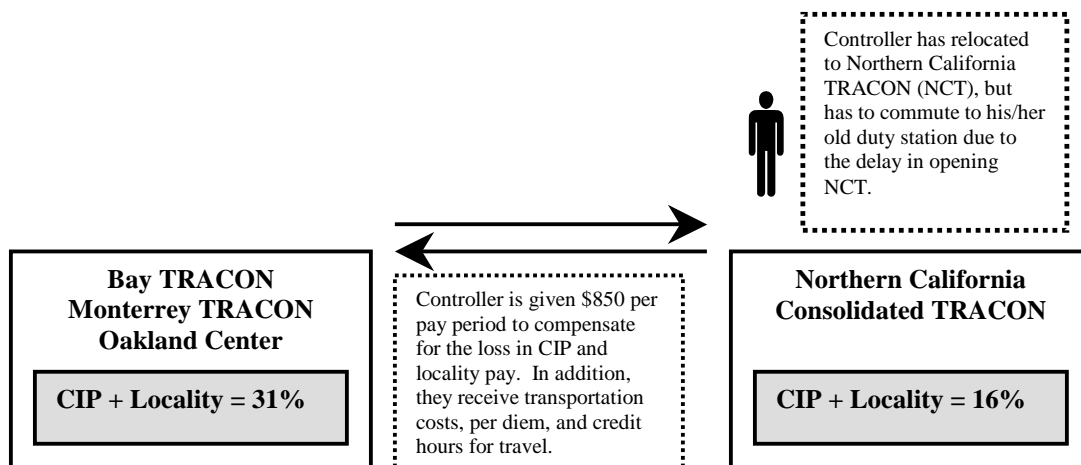 Controller has relocated
to Northern California
TRACON (NCT), but
has to commute to his/her
old duty station due to
the delay in opening
NCT.
Bay TRACON
Monterrey TRACON
Oakland Center
CIP + Locality = 31%
Controller is given $850 per
pay period to compensate
for the loss in CIP and
locality pay.  In addition,
they receive transportation
costs, per diem, and credit
hours for travel.
Northern California
Consolidated TRACON
CIP + Locality = 16%